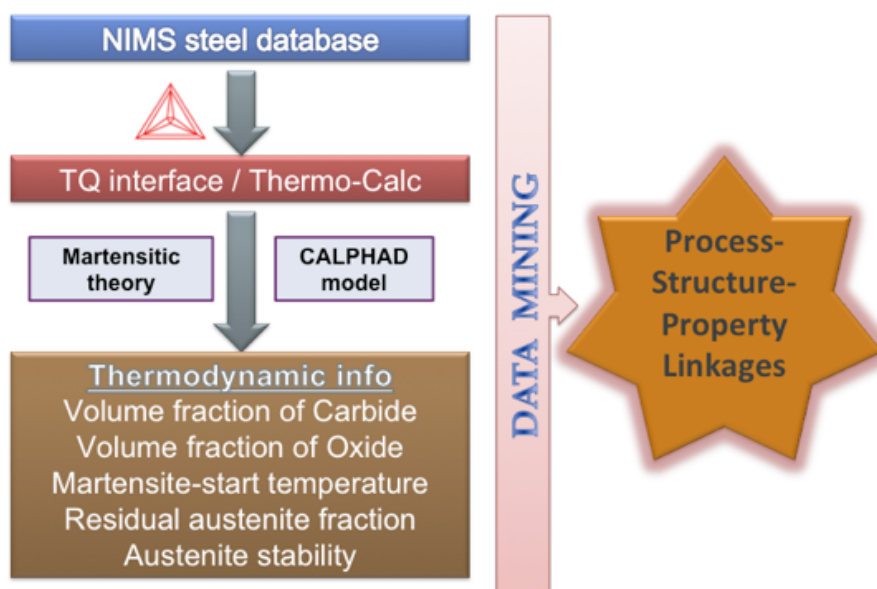 NIMS steel database
TQ interface / Thermo-Calc
Martensitic
theory
CALPHAD
model
Thermodynamic info
Volume fraction of Carbide
Volume fraction of Oxide
Martensite-start temperature
Residual austenite fraction
Austenite stability
DATA MINING
Process-
Structure-
Property
Linkages